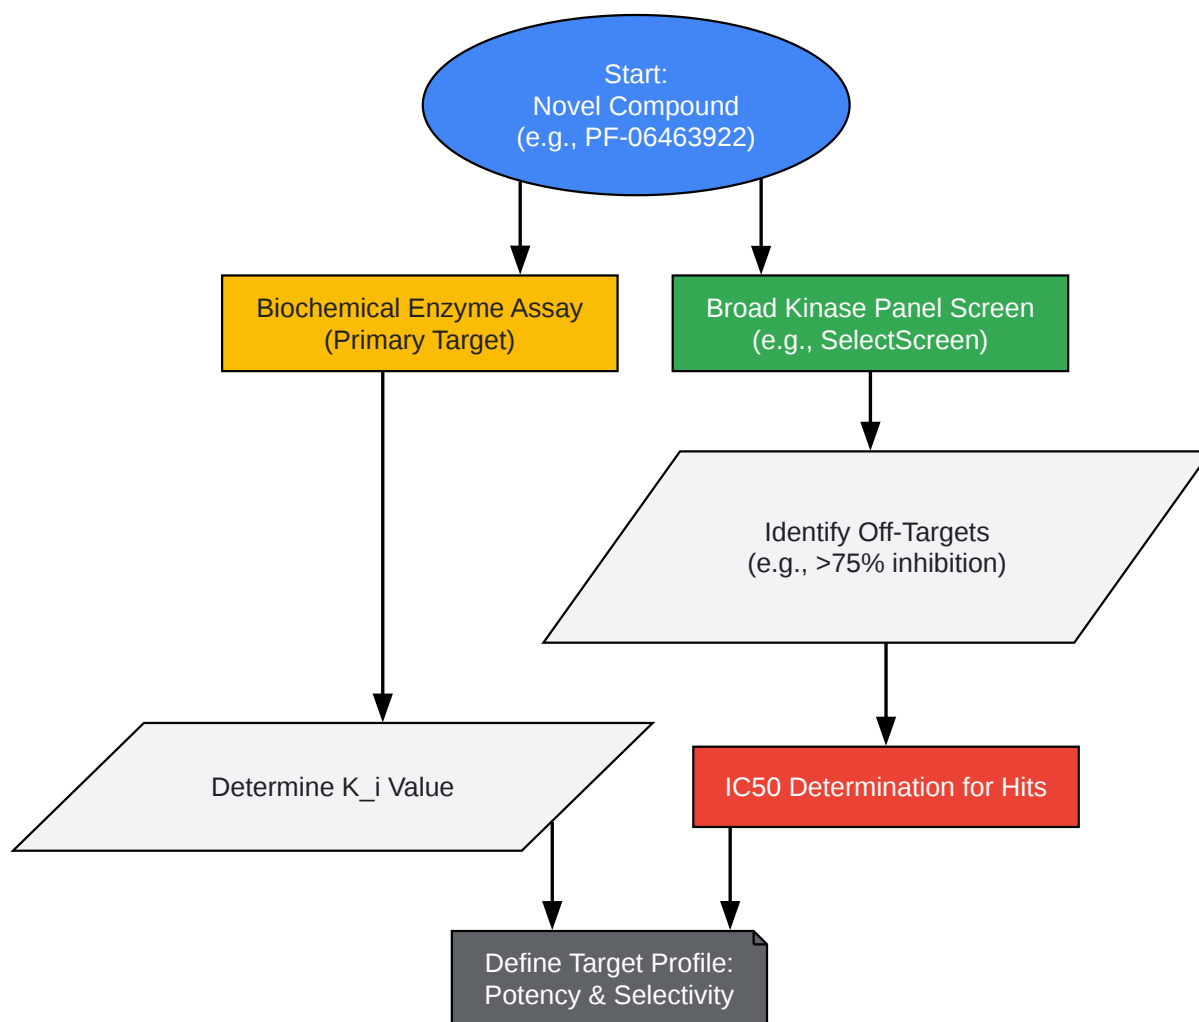 Start:
Novel Compound
(e.g., PF-06463922)
Biochemical Enzyme Assay
(Primary Target)
Broad Kinase Panel Screen
(e.g., SelectScreen)
Identify Off-Targets
(e.g., >75% inhibition)
Determine K_i Value
IC50 Determination for Hits
Define Target Profile:
Potency & Selectivity